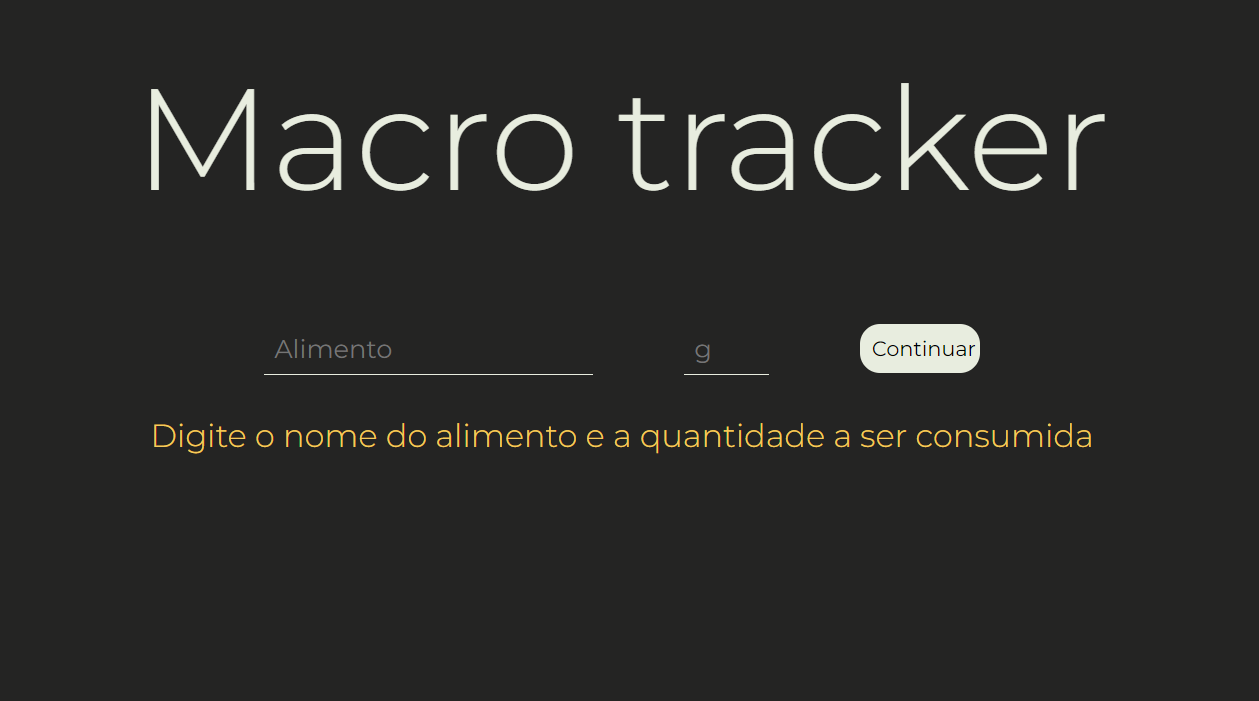 Macro tracker
Alimento g Continuar
Digite o nome do alimento e a quantidade a ser consumida